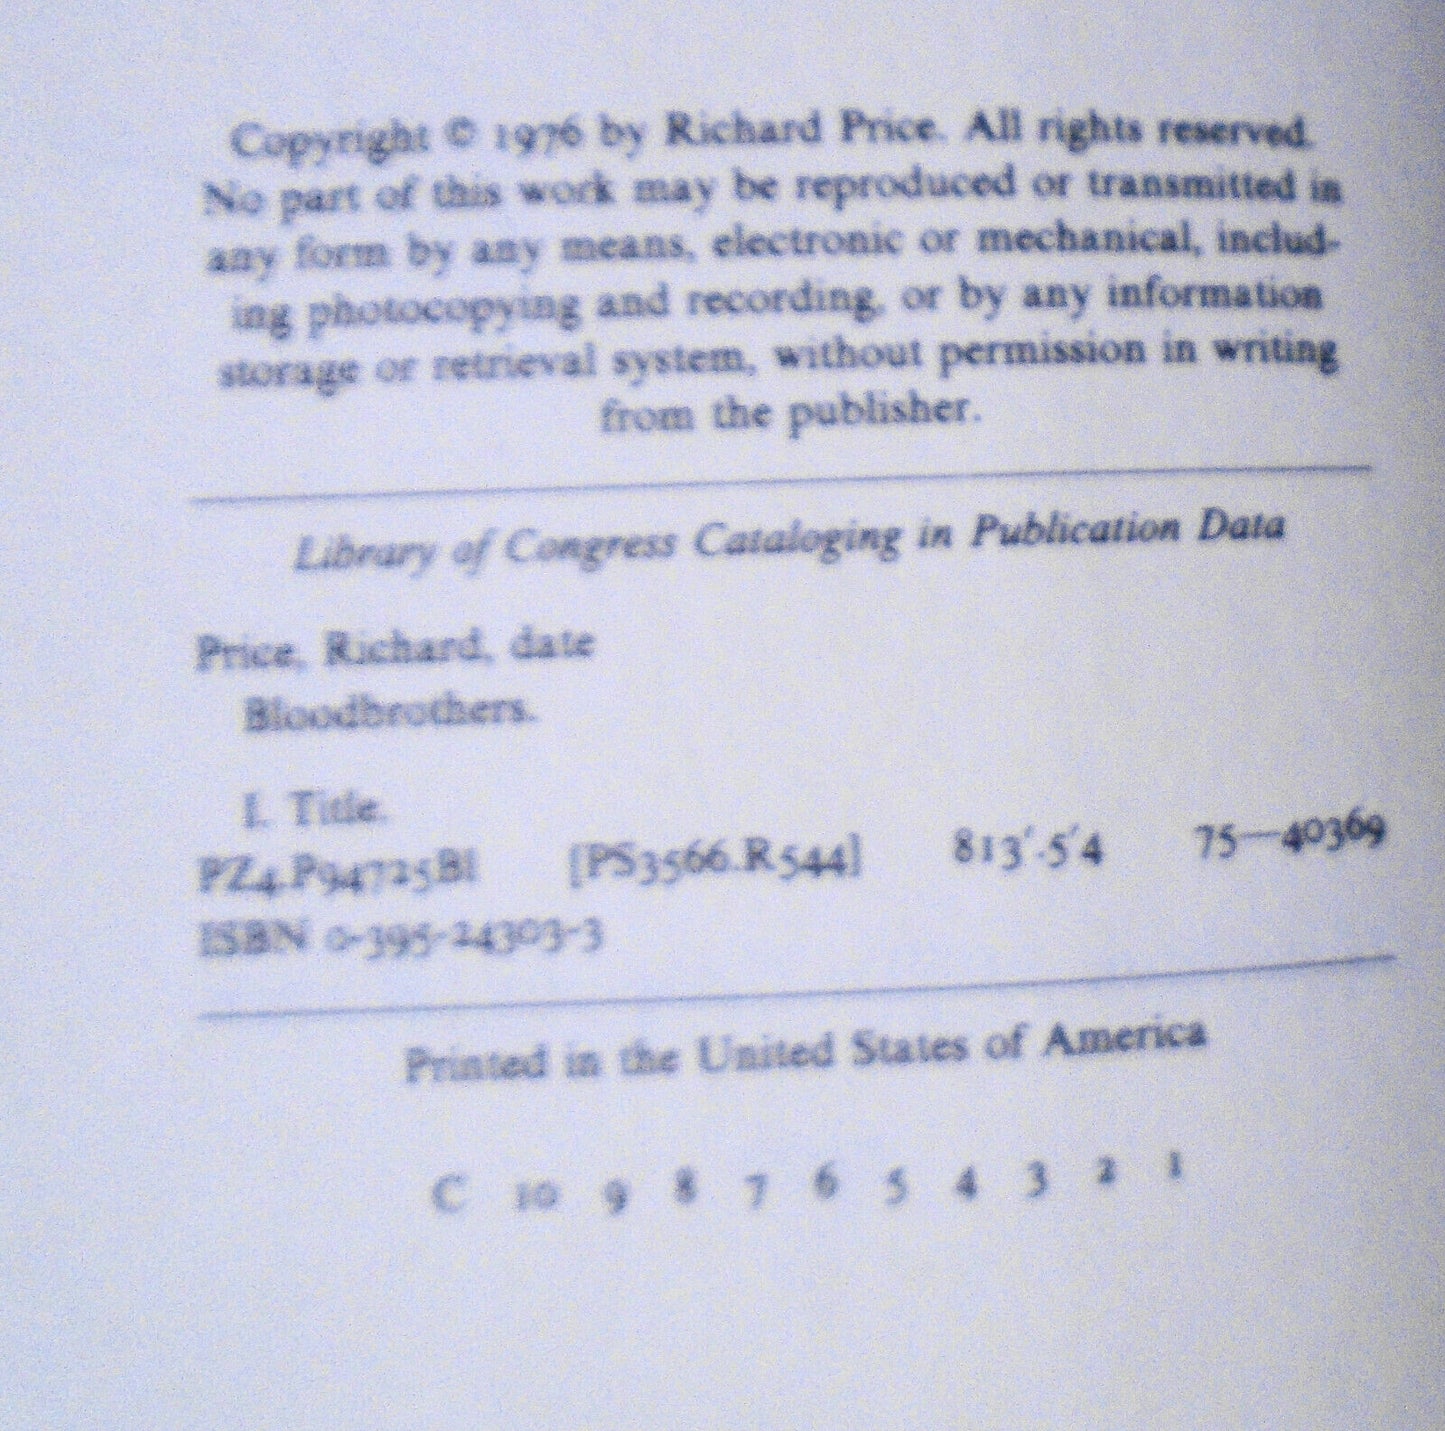 Copyright © 1976 by Richard Price. All rights reserved.
No part of this work may be reproduced or transmitted in
any form by any means, electronic or mechanical, includ-
ing photocopying and recording, or by any information
storage or retrieval system, without permission in writing
from the publisher.
Library of Congress Cataloging in Publication Data
Price, Richard, date
Bloodbrothers.
I. Title.
PZ4.P94725Bl [PS3566.R544] 813'.5'4 75—40369
ISBN 0-395-24303-3
Printed in the United States of America
C 10 9 8 7 6 5 4 3 2 1